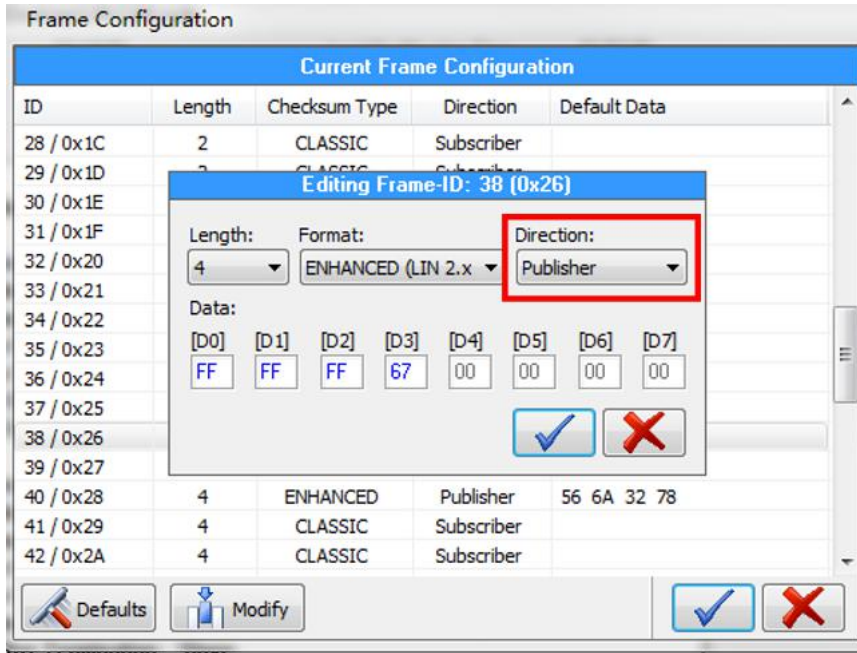 Frame Configuration
Current Frame Configuration
ID Length Checksum Type Direction Default Data
28 / 0x1C 2 CLASSIC Subscriber
29 / 0x1D
30 / 0x1E
31 / 0x1F
32 / 0x20
33 / 0x21
34 / 0x22
35 / 0x23
36 / 0x24
37 / 0x25
38 / 0x26
39 / 0x27
40 / 0x28 4 ENHANCED Publisher 56 6A 32 78
41 / 0x29 4 CLASSIC Subscriber
42 / 0x2A 4 CLASSIC Subscriber
Editing Frame-ID: 38 (0x26)
Length: Format: Direction:
4 ENHANCED (LIN 2.x Publisher
Data:
[D0] [D1] [D2] [D3] [D4] [D5] [D6] [D7]
FF FF FF 67 00 00 00 00
Defaults Modify